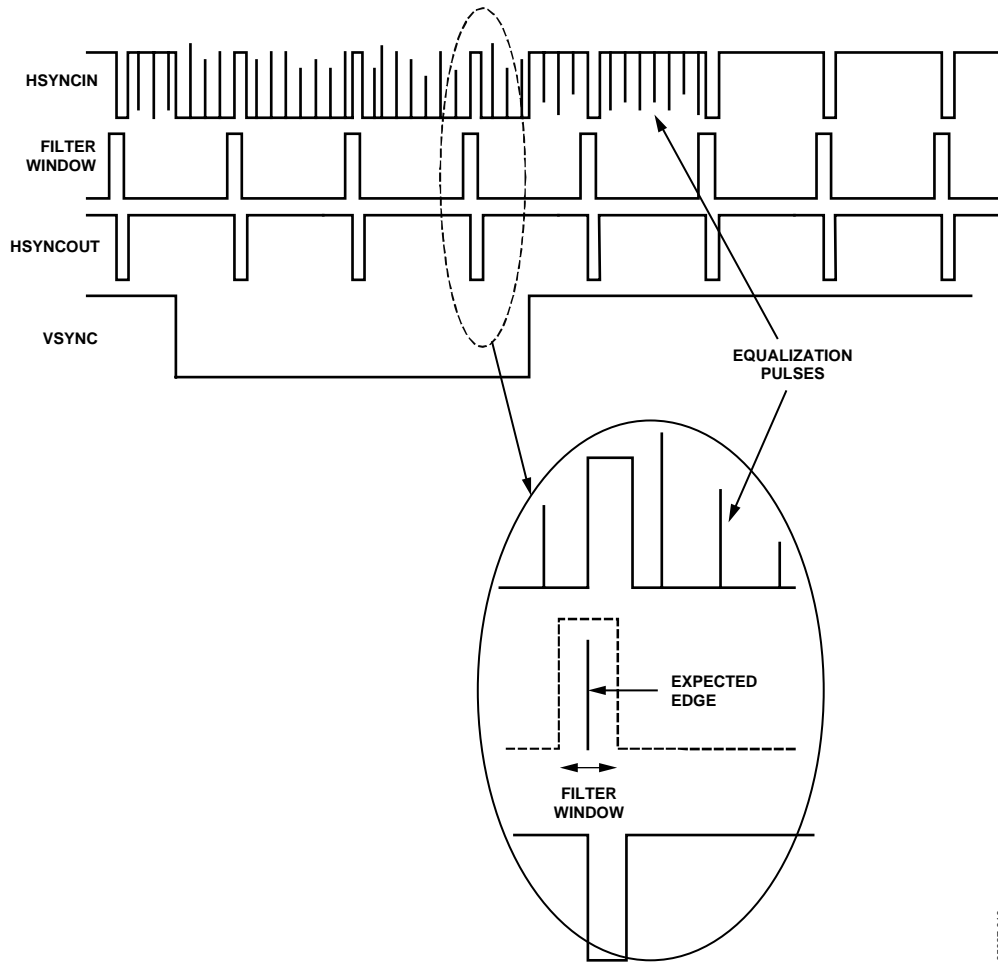 HSYNCIN
FILTER
WINDOW
HSYNCOUT
VSYNC
EQUALIZATION
PULSES
EXPECTED
EDGE
FILTER
WINDOW